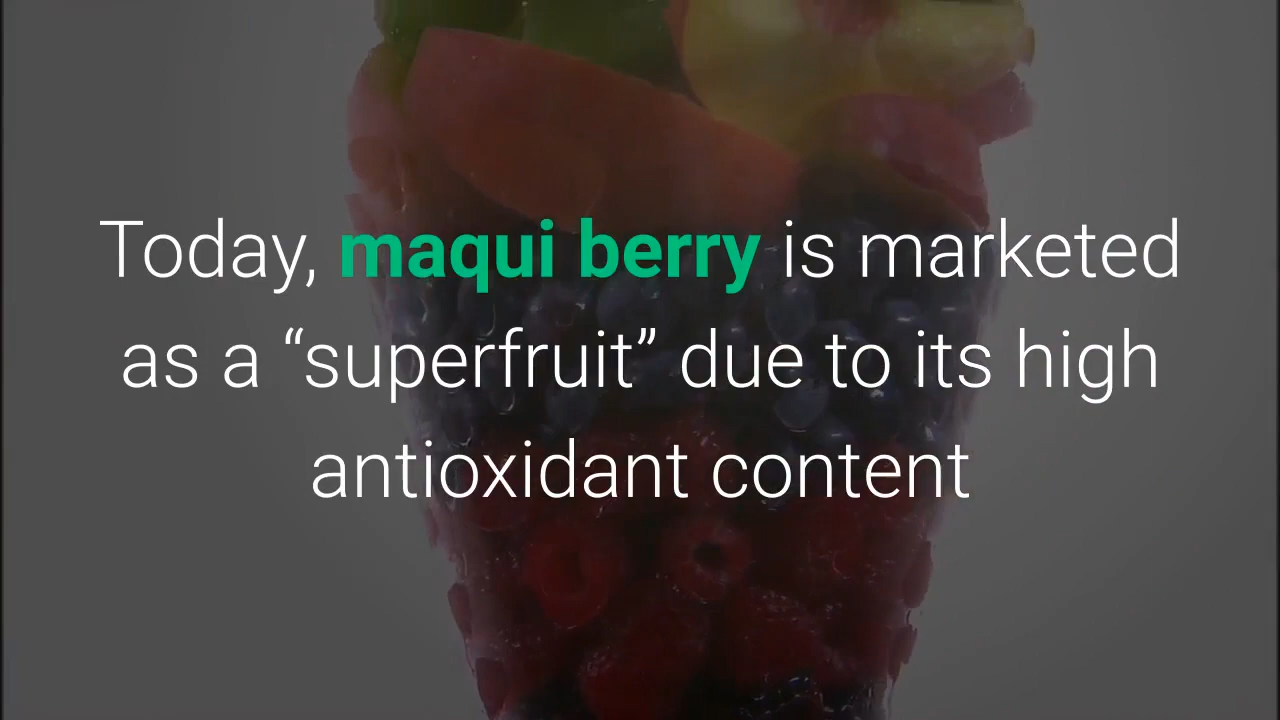 Today, maqui berry is marketed
as a “superfruit” due to its high
antioxidant content